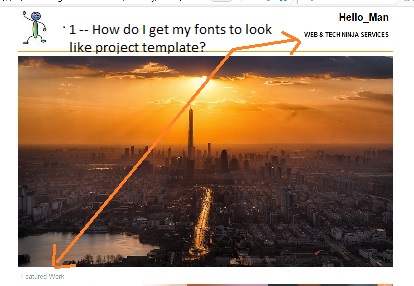 Hello_Man
1 -- How do I get my fonts to look
like project template?
WEB & TECH NINJA SERVICES
Featured Work